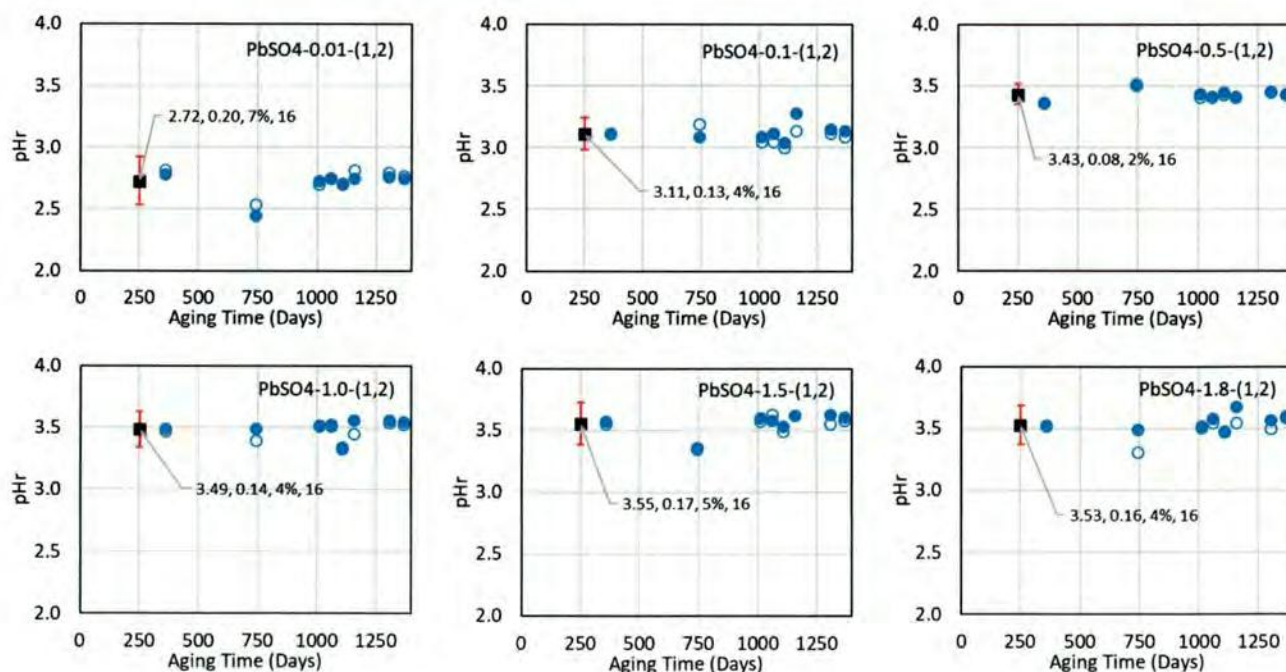 PbSO4-0.01-(1,2)
4.0
3.5
3.0
2.5
2.0
pHr
2.72, 0.20, 7%, 16
0 250 500 750 1000 1250
Aging Time (Days)
PbSO4-0.1-(1,2)
4.0
3.5
3.0
2.5
2.0
pHr
3.11, 0.13, 4%, 16
0 250 500 750 1000 1250
Aging Time (Days)
PbSO4-0.5-(1,2)
4.0
3.5
3.0
2.5
2.0
pHr
3.43, 0.08, 2%, 16
0 250 500 750 1000 1250
Aging Time (Days)
PbSO4-1.0-(1,2)
4.0
3.5
3.0
2.5
2.0
pHr
3.49, 0.14, 4%, 16
0 250 500 750 1000 1250
Aging Time (Days)
PbSO4-1.5-(1,2)
4.0
3.5
3.0
2.5
2.0
pHr
3.55, 0.17, 5%, 16
0 250 500 750 1000 1250
Aging Time (Days)
PbSO4-1.8-(1,2)
4.0
3.5
3.0
2.5
2.0
pHr
3.53, 0.16, 4%, 16
0 250 500 750 1000 1250
Aging Time (Days)